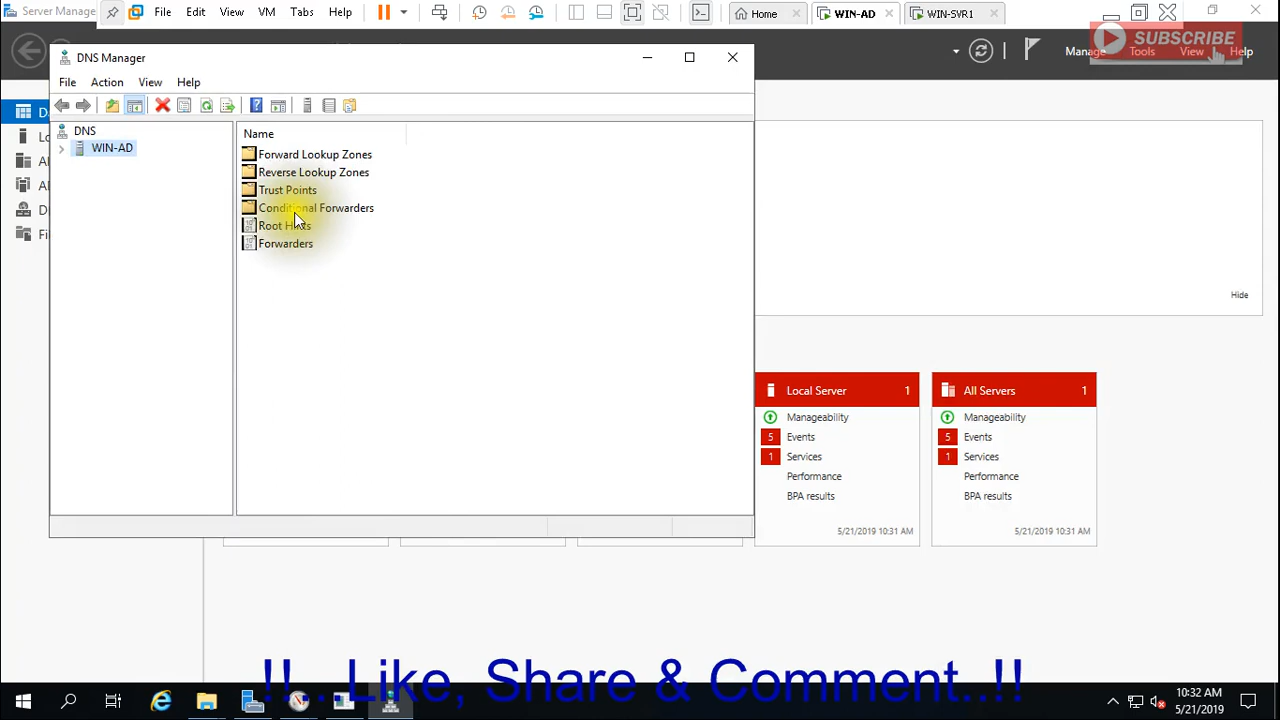 Server Manage File Edit View VM Tabs Help Home WIN-AD WIN-SVR1
SUBSCRIBE
Manage Tools View Help
DNS Manager
File Action View Help
DNS
WIN-AD
Name
Forward Lookup Zones
Reverse Lookup Zones
Trust Points
Conditional Forwarders
Root Hints
Forwarders
Hide
Local Server 1
Manageability
5 Events
1 Services
Performance
BPA results
5/21/2019 10:31 AM
All Servers 1
Manageability
5 Events
1 Services
Performance
BPA results
5/21/2019 10:31 AM
!!...Like, Share & Comment..!!
10:32 AM
5/21/2019